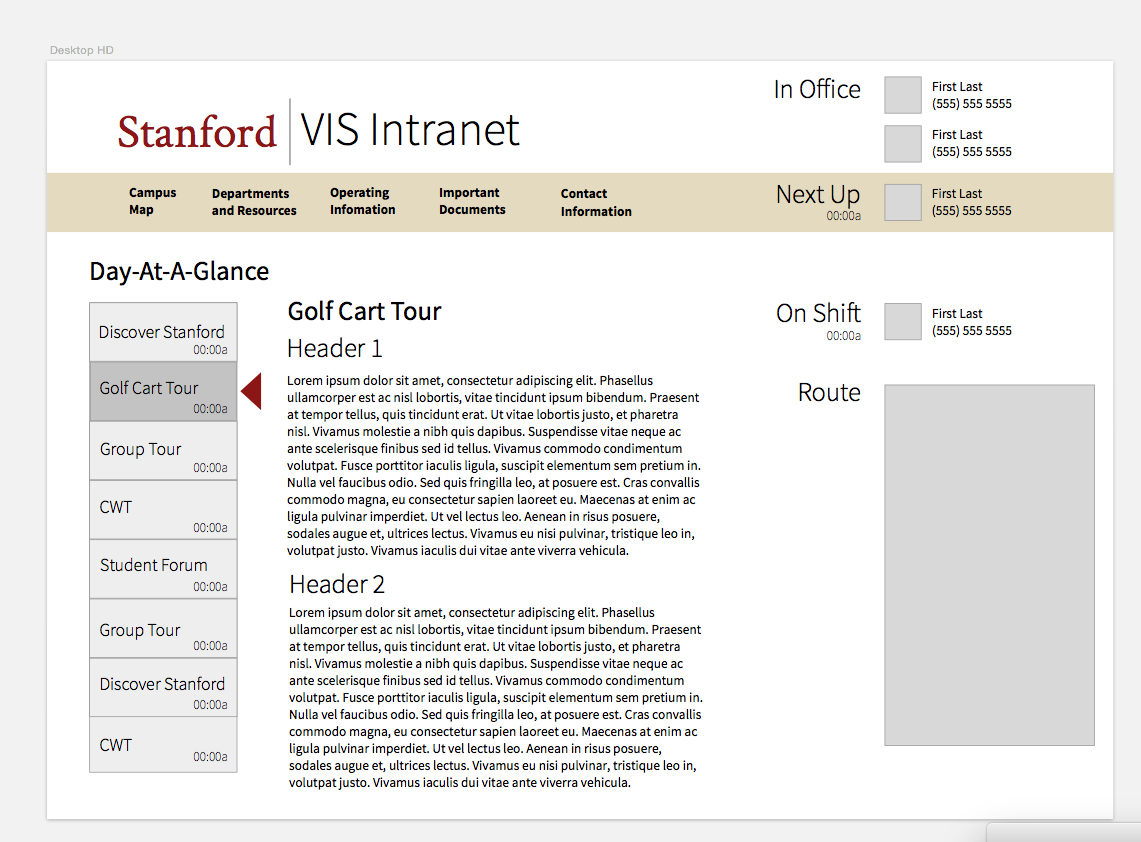 Desktop HD
Stanford
VIS Intranet
In Office
First Last
(555) 555 5555
First Last
(555) 555 5555
Campus
Map
Departments
and Resources
Operating
Infomation
Important
Documents
Contact
Information
Next Up
00:00a
First Last
(555) 555 5555
Day-At-A-Glance
Discover Stanford
00:00a
Golf Cart Tour
00:00a
Group Tour
00:00a
CWT
00:00a
Student Forum
00:00a
Group Tour
00:00a
Discover Stanford
00:00a
CWT
00:00a
Golf Cart Tour
Header 1
Lorem ipsum dolor sit amet, consectetur adipiscing elit. Phasellus
ullamcorper est ac nisl lobortis, vitae tincidunt ipsum bibendum. Praesent
at tempor tellus, quis tincidunt erat. Ut vitae lobortis justo, et pharetra
nisl. Vivamus molestie a nibh quis dapibus. Suspendisse vitae neque ac
ante scelerisque finibus sed id tellus. Vivamus commodo condimentum
volutpat. Fusce porttitor iaculis ligula, suscipit elementum sem pretium in.
Nulla vel faucibus odio. Sed quis fringilla leo, at posuere est. Cras convallis
commodo magna, eu consectetur sapien laoreet eu. Maecenas at enim ac
ligula pulvinar imperdiet. Ut vel lectus leo. Aenean in risus posuere,
sodales augue et, ultrices lectus. Vivamus eu nisi pulvinar, tristique leo in,
volutpat justo. Vivamus iaculis dui vitae ante viverra vehicula.
Header 2
Lorem ipsum dolor sit amet, consectetur adipiscing elit. Phasellus
ullamcorper est ac nisl lobortis, vitae tincidunt ipsum bibendum. Praesent
at tempor tellus, quis tincidunt erat. Ut vitae lobortis justo, et pharetra
nisl. Vivamus molestie a nibh quis dapibus. Suspendisse vitae neque ac
ante scelerisque finibus sed id tellus. Vivamus commodo condimentum
volutpat. Fusce porttitor iaculis ligula, suscipit elementum sem pretium in.
Nulla vel faucibus odio. Sed quis fringilla leo, at posuere est. Cras convallis
commodo magna, eu consectetur sapien laoreet eu. Maecenas at enim ac
ligula pulvinar imperdiet. Ut vel lectus leo. Aenean in risus posuere,
sodales augue et, ultrices lectus. Vivamus eu nisi pulvinar, tristique leo in,
volutpat justo. Vivamus iaculis dui vitae ante viverra vehicula.
On Shift
00:00a
First Last
(555) 555 5555
Route